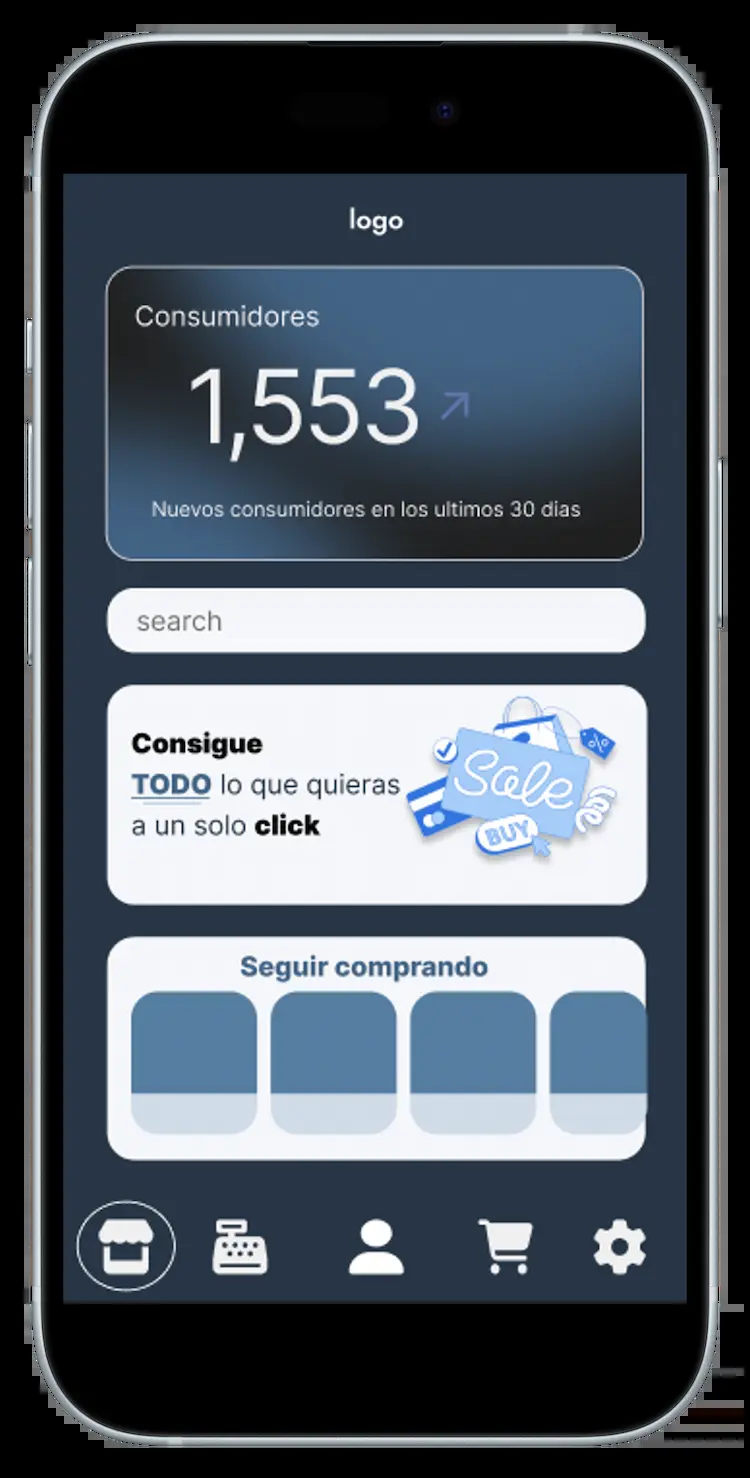 logo
Consumidores
1,553
Nuevos consumidores en los ultimos 30 dias
search
Consigue
TODO lo que quieras
a un solo click
Sale
%
BUY
Seguir comprando